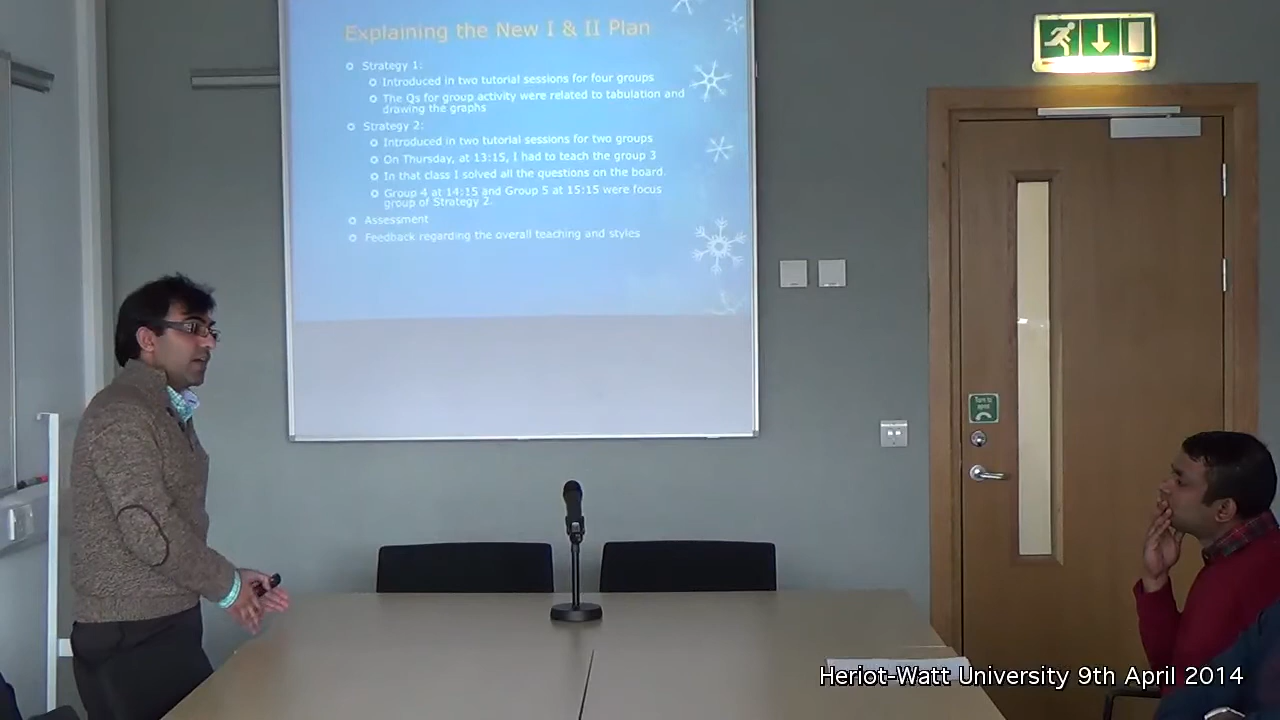 Explaining the New I & II Plan
Strategy 1:
Introduced in two tutorial sessions for four groups
The Qs for group activity were related to tabulation and
drawing the graphs
Strategy 2:
Introduced in two tutorial sessions for two groups
On Thursday, at 13:15, I had to teach the group 3
In that class I solved all the questions on the board.
Group 4 at 14:15 and Group 5 at 15:15 were focus
group of Strategy 2.
Assessment
Feedback regarding the overall teaching and styles
Turn to
open
Heriot-Watt University 9th April 2014